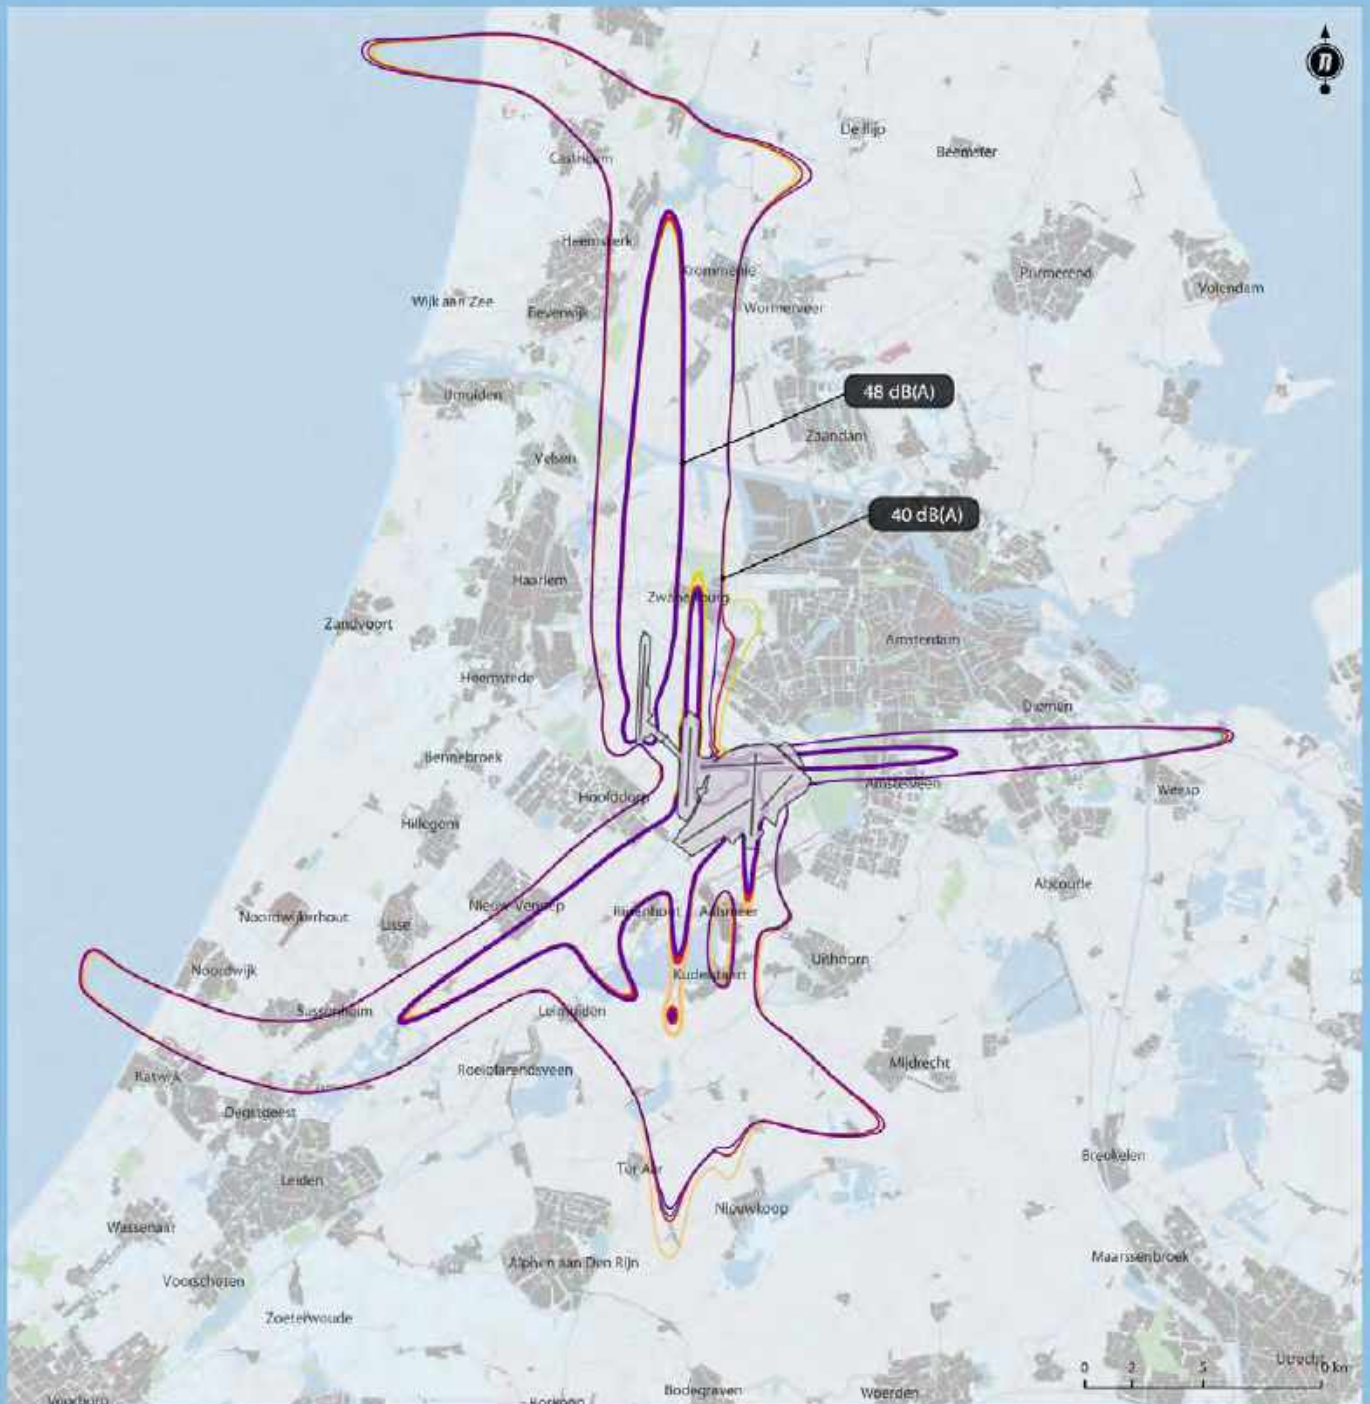 n
De Rijp
Castricum
Beemster
Heemskerk
Krommenie
Purmerend
Volendam
Wijk aan Zee
Wormerveer
Beverwijk
48 dB(A)
IJmuiden
Zaandam
Velsen
40 dB(A)
Haarlem
Zwanenburg
Zandvoort
Amsterdam
Heemstede
Diemen
Bennebroek
Amstelveen
Weesp
Hoofddorp
Hillegom
Abcoude
Nieuw-Vennep
Rijsenhout
Aalsmeer
Noordwijkerhout
Lisse
Uithoorn
Noordwijk
Kudelstaart
Sassenheim
Leimuiden
Mijdrecht
Roelofarendsveen
Katwijk
Oegstgeest
Breukelen
Ter Aar
Leiden
Nieuwkoop
Wassenaar
Maarssenbroek
Alphen aan Den Rijn
Voorschoten
Zoeterwoude
Utrecht
0 2 5
Bodegraven
Woerden